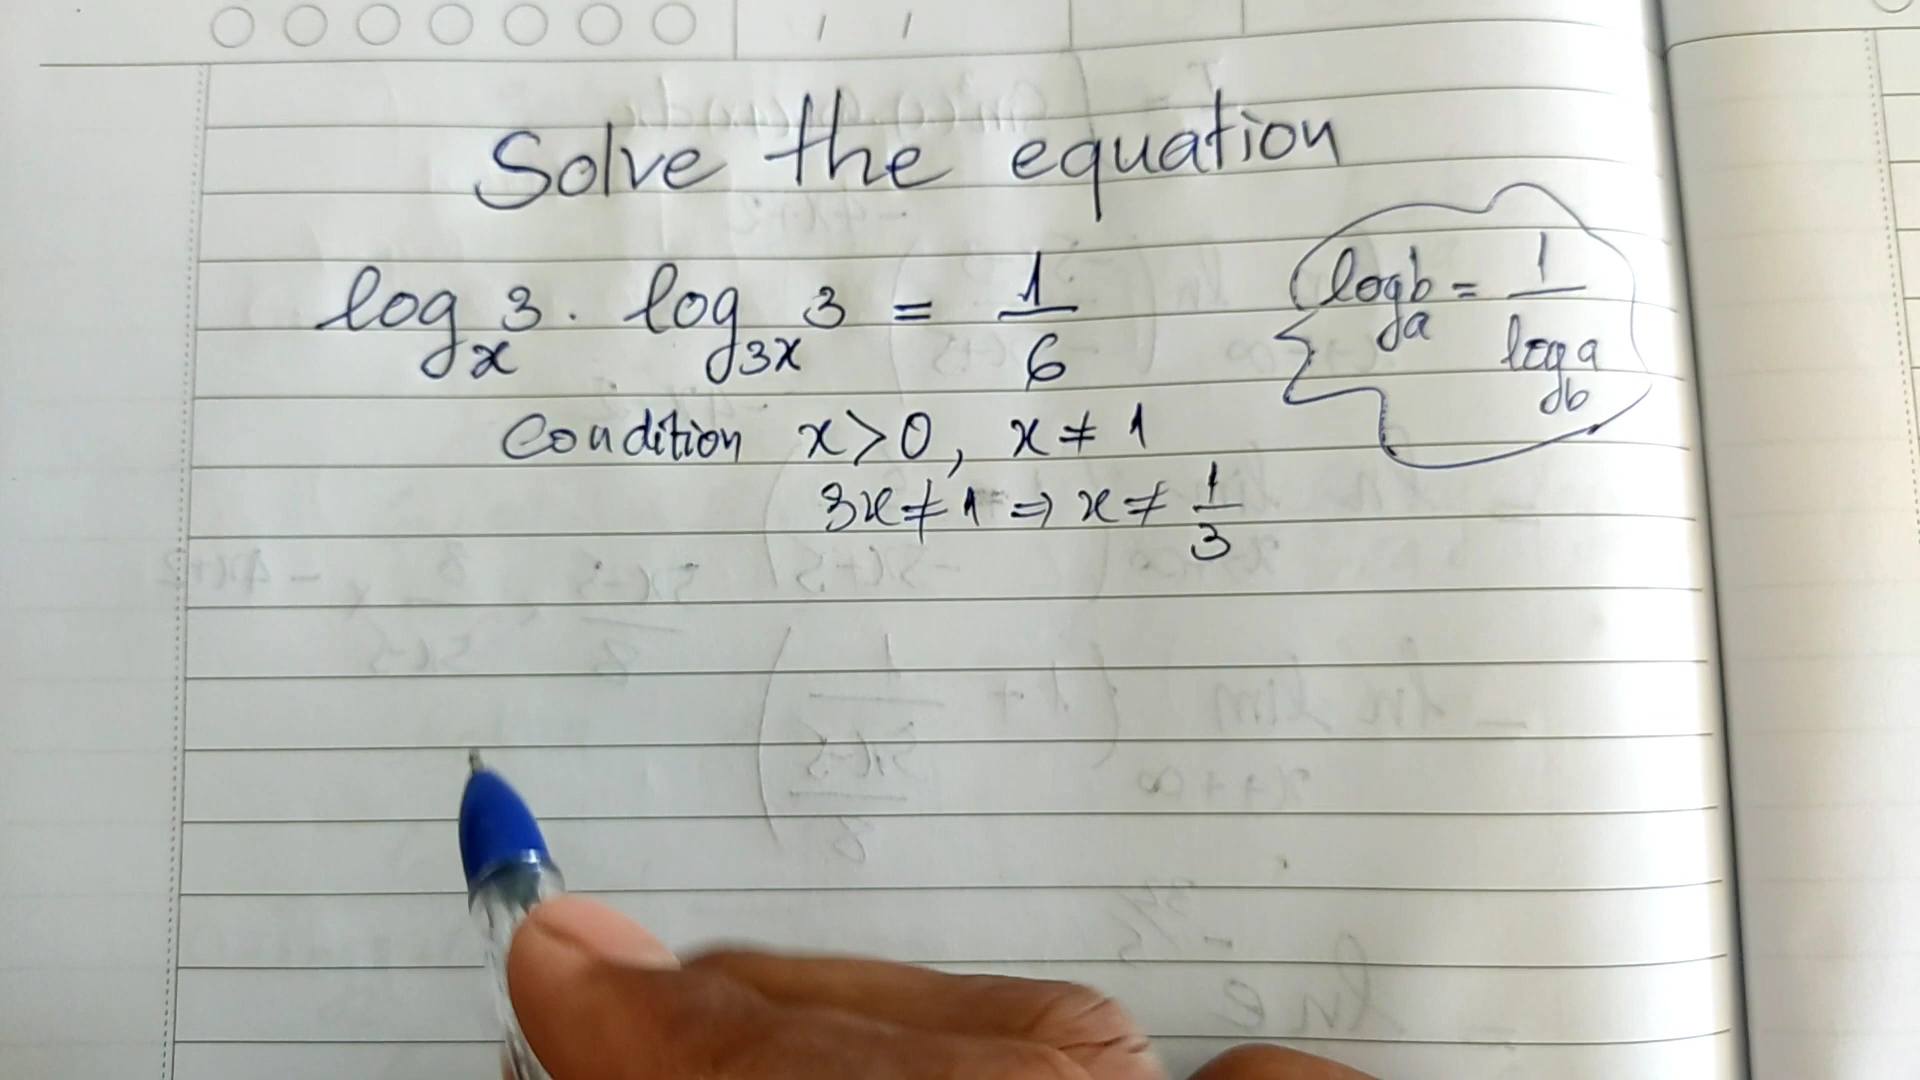 Solve the equation
log_x 3 . log_3x 3 = 1/6
log_a b = 1/log_b a
Condition x>0, x≠1
3x≠1 ⇒ x≠ 1/3